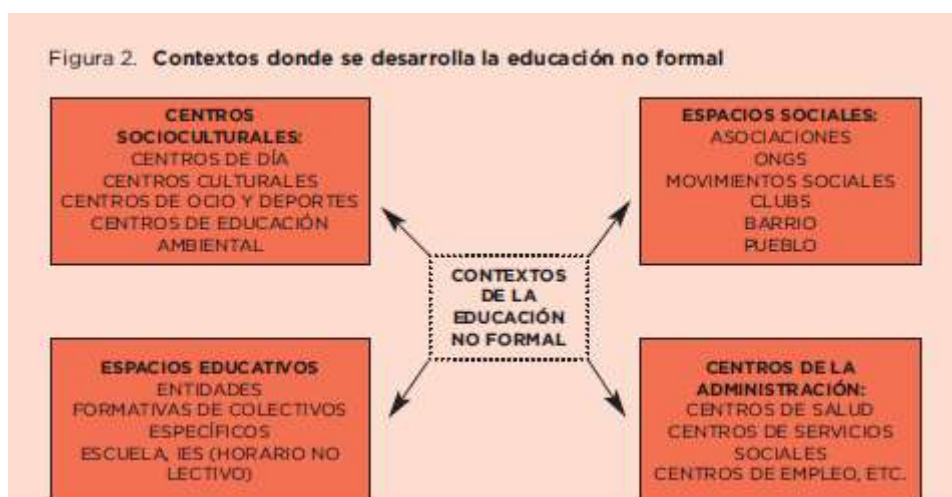 Figura 2. Contextos donde se desarrolla la educación no formal
CENTROS
SOCIOCULTURALES:
CENTROS DE DÍA
CENTROS CULTURALES
CENTROS DE OCIO Y DEPORTES
CENTROS DE EDUCACIÓN
AMBIENTAL
ESPACIOS SOCIALES:
ASOCIACIONES
ONGS
MOVIMIENTOS SOCIALES
CLUBS
BARRIO
PUEBLO
CONTEXTOS
DE LA
EDUCACIÓN
NO FORMAL
ESPACIOS EDUCATIVOS
ENTIDADES
FORMATIVAS DE COLECTIVOS
ESPECÍFICOS
ESCUELA, IES (HORARIO NO
LECTIVO)
CENTROS DE LA
ADMINISTRACIÓN:
CENTROS DE SALUD
CENTROS DE SERVICIOS
SOCIALES
CENTROS DE EMPLEO, ETC.